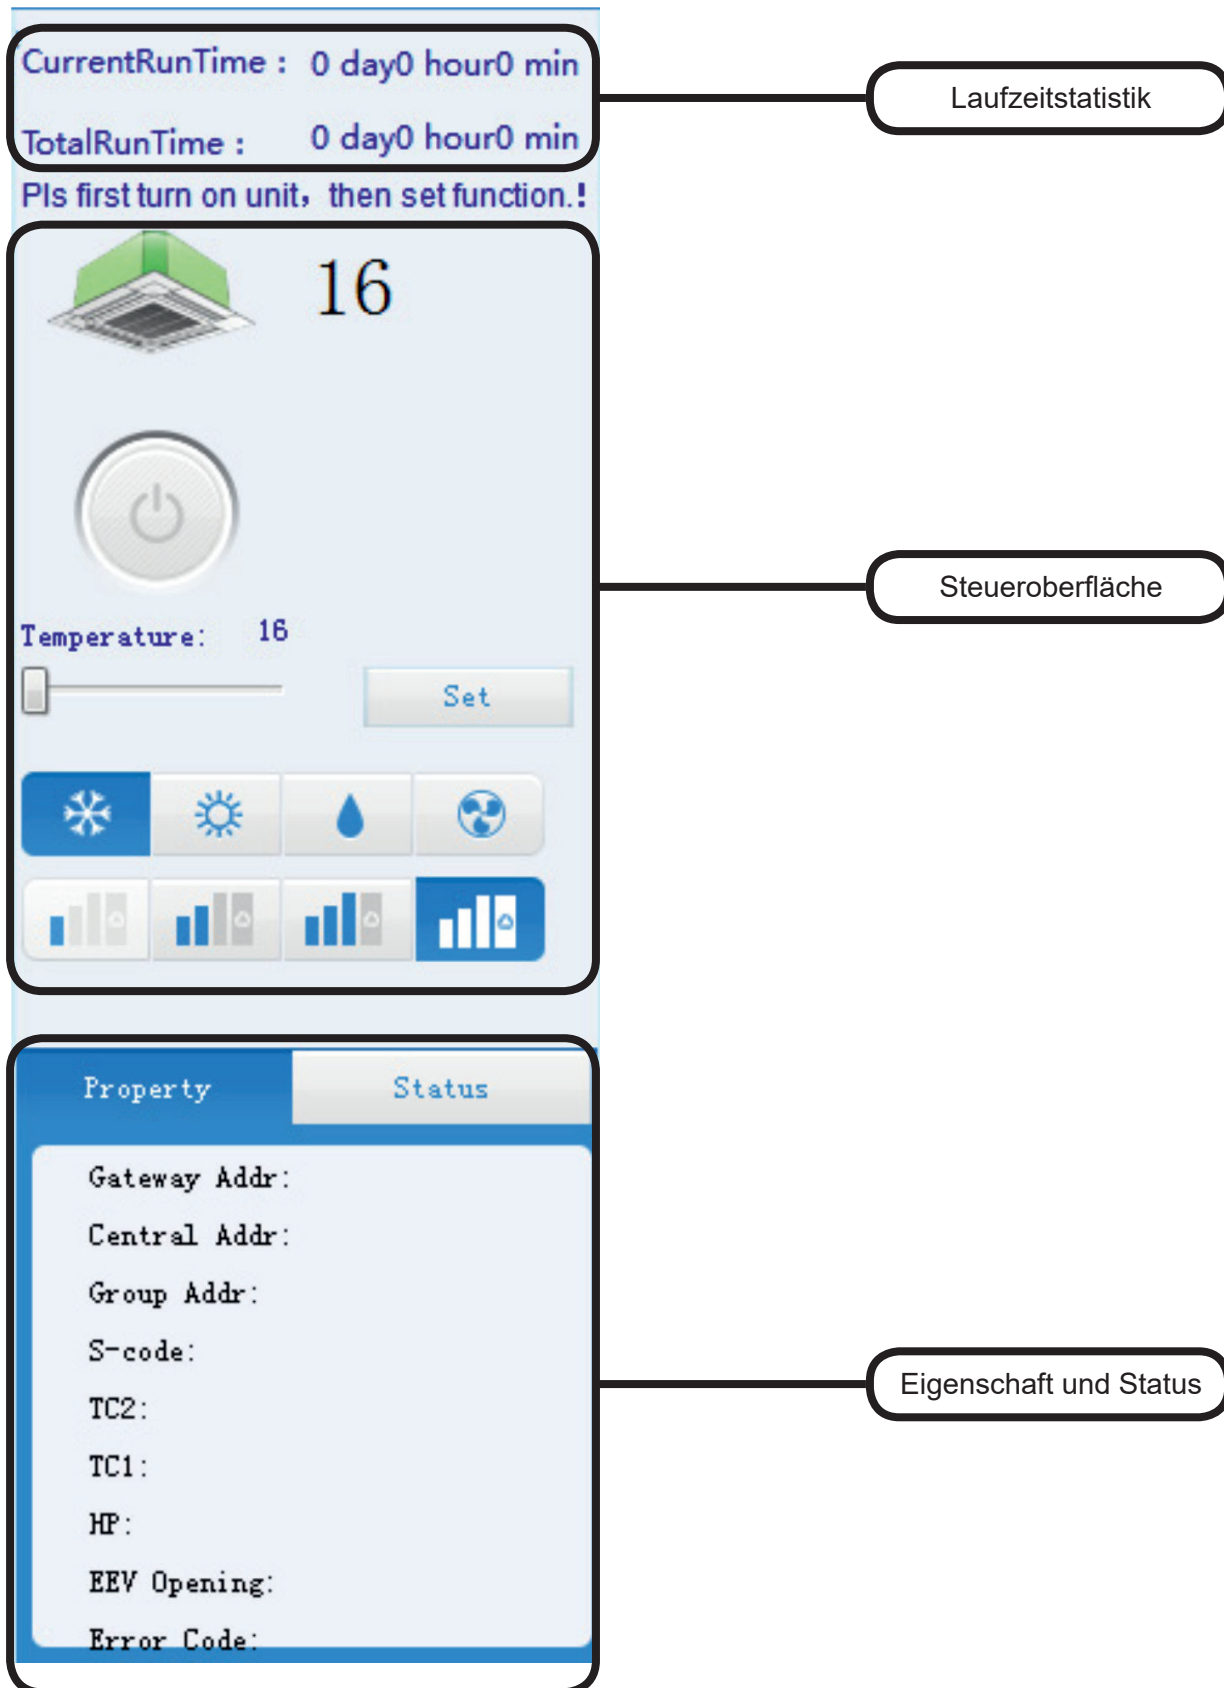 CurrentRunTime : 0 day0 hour0 min
Laufzeitstatistik
TotalRunTime : 0 day0 hour0 min
Pls first turn on unit，then set function.!
16
Steueroberfläche
Temperature: 16
Set
Property Status
Gateway Addr:
Central Addr:
Group Addr:
S-code:
Eigenschaft und Status
TC2:
TC1:
HP:
EEV Opening:
Error Code: